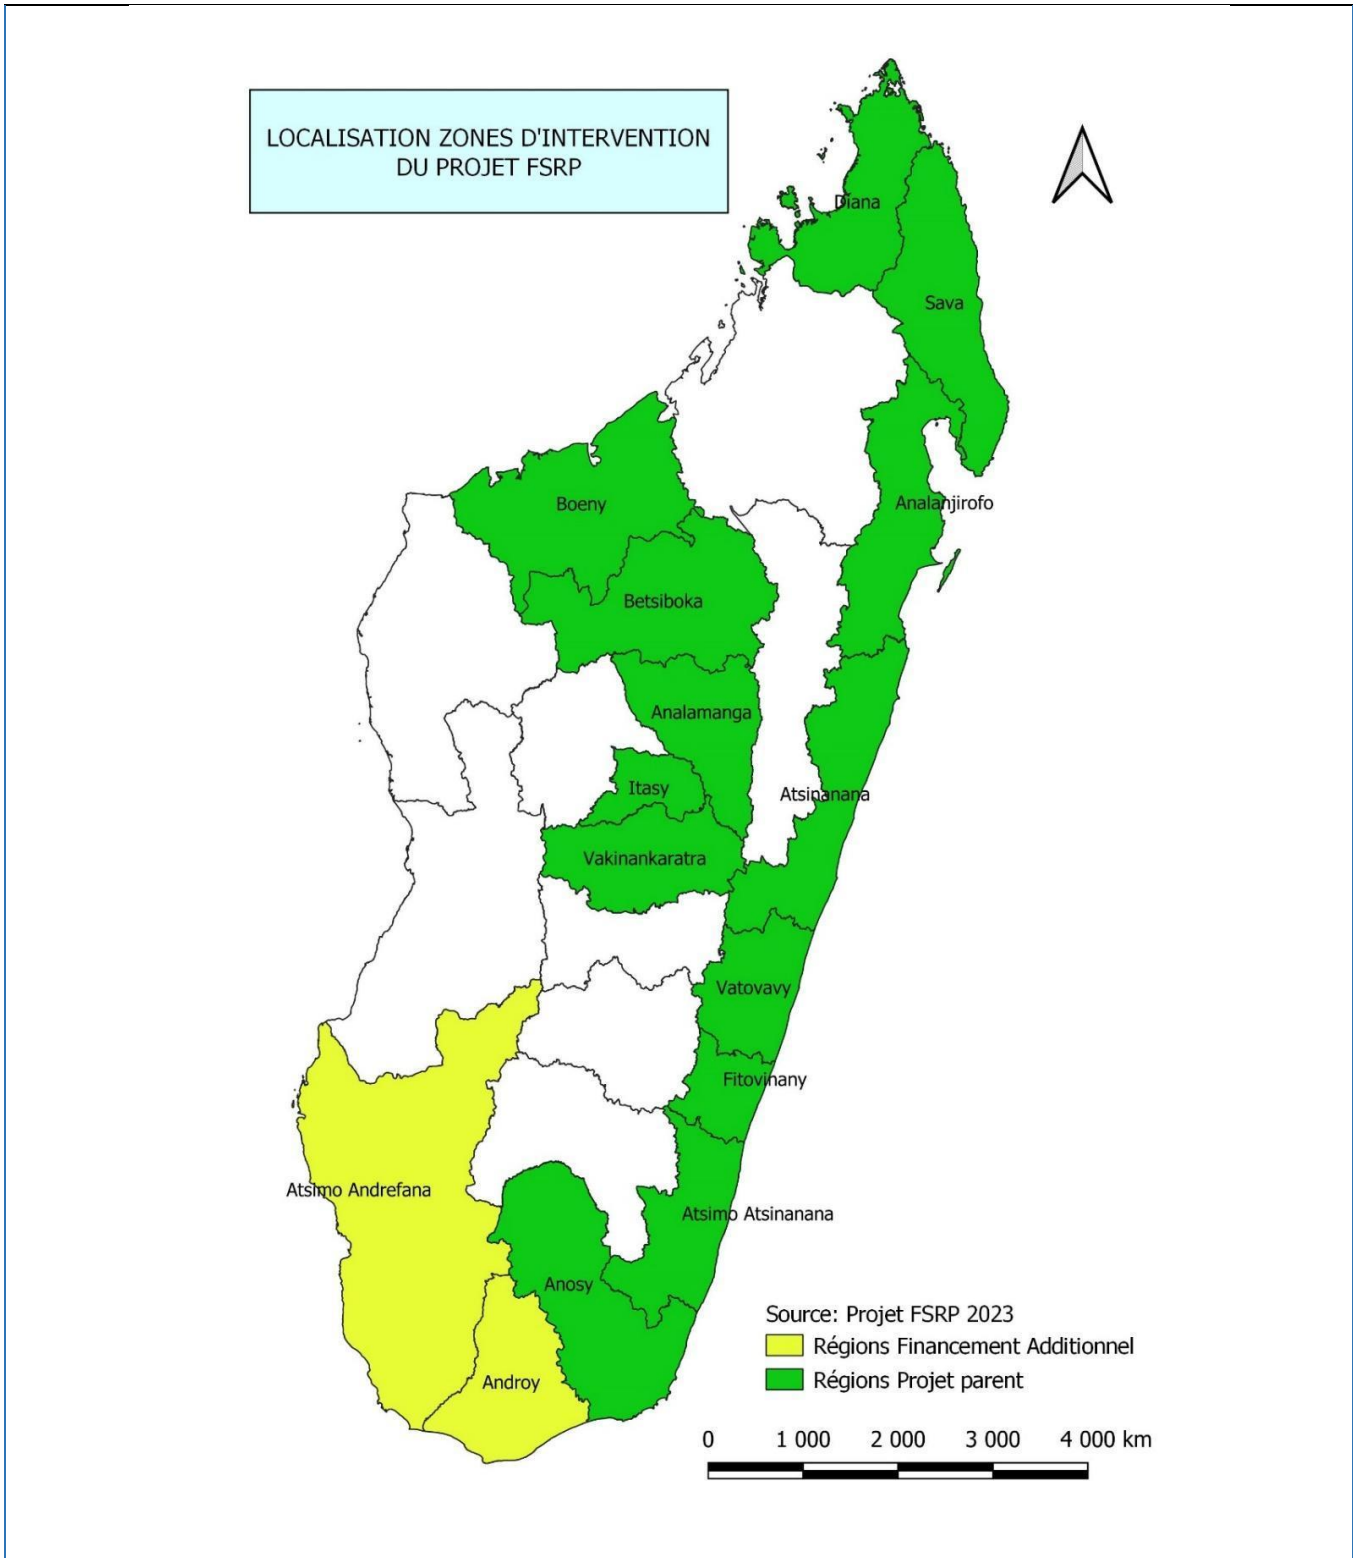 LOCALISATION ZONES D'INTERVENTION
DU PROJET FSRP
Diana
Sava
Boeny
Analanjirofo
Betsiboka
Analamanga
Itasy
Atsinanana
Vakinankaratra
Vatovavy
Fitovinany
Atsimo Andrefana
Atsimo Atsinanana
Anosy
Androy
Source: Projet FSRP 2023
Régions Financement Additionnel
Régions Projet parent
0 1 000 2 000 3 000 4 000 km